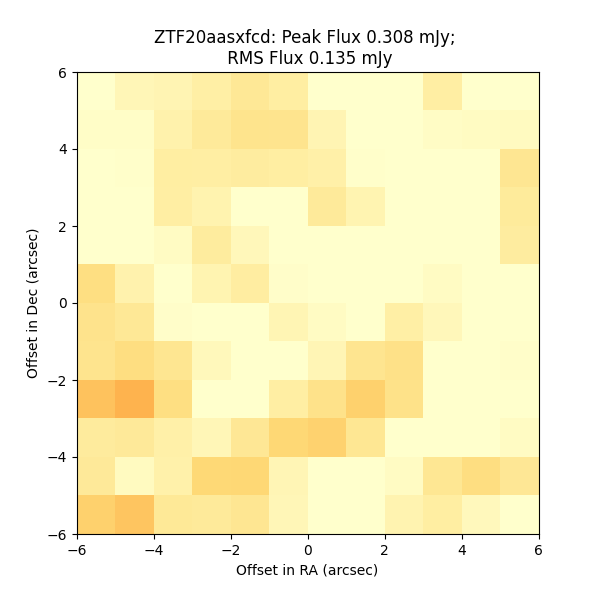 ZTF20aasxfcd: Peak Flux 0.308 mJy;
RMS Flux 0.135 mJy
6
4
2
0
−2
−4
−6
Offset in Dec (arcsec)
−6 −4 −2 0 2 4 6
Offset in RA (arcsec)